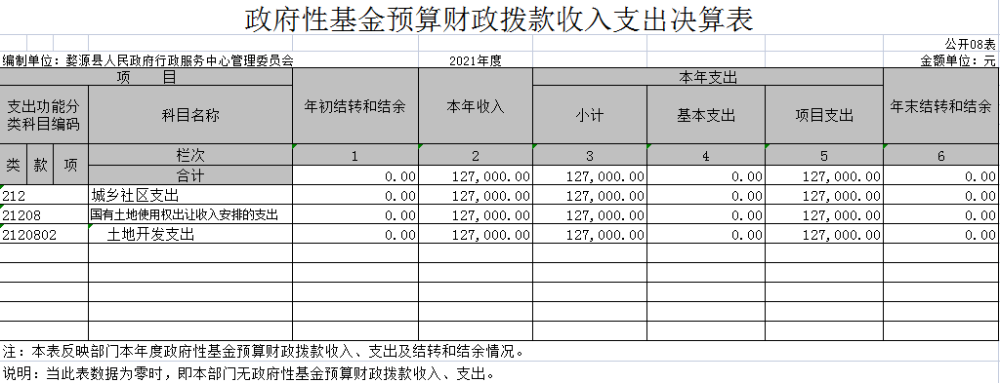 政府性基金预算财政拨款收入支出决算表
公开08表
编制单位：婺源县人民政府行政服务中心管理委员会 2021年度 金额单位：元
项 目 年初结转和结余 本年收入 本年支出 年末结转和结余
支出功能分类科目编码 科目名称 小计 基本支出 项目支出
类 款 项 栏次 1 2 3 4 5 6
合计 0.00 127,000.00 127,000.00 0.00 127,000.00 0.00
212 城乡社区支出 0.00 127,000.00 127,000.00 0.00 127,000.00 0.00
21208 国有土地使用权出让收入安排的支出 0.00 127,000.00 127,000.00 0.00 127,000.00 0.00
2120802 土地开发支出 0.00 127,000.00 127,000.00 0.00 127,000.00 0.00
注：本表反映部门本年度政府性基金预算财政拨款收入、支出及结转和结余情况。
说明：当此表数据为零时，即本部门无政府性基金预算财政拨款收入、支出。